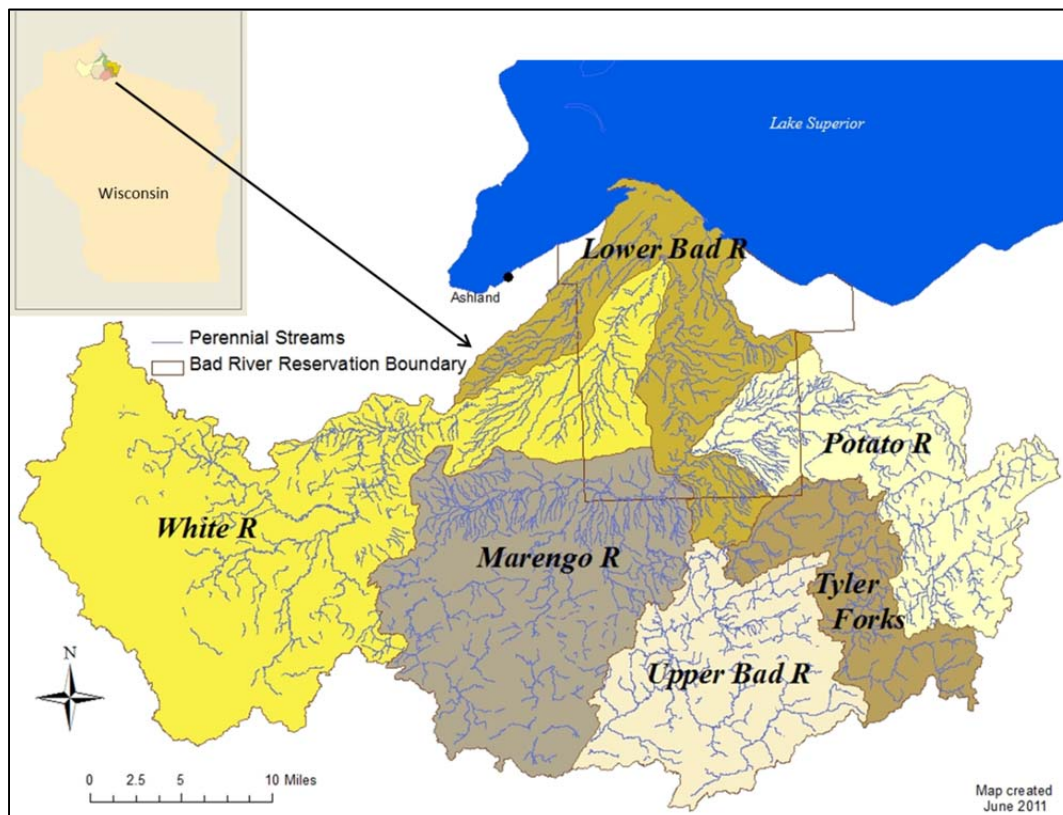 Wisconsin
Lake Superior
Lower Bad R
Ashland
Perennial Streams
Bad River Reservation Boundary
Potato R
White R
Marengo R
Tyler
Forks
Upper Bad R
N
0 2.5 5 10 Miles
Map created
June 2011